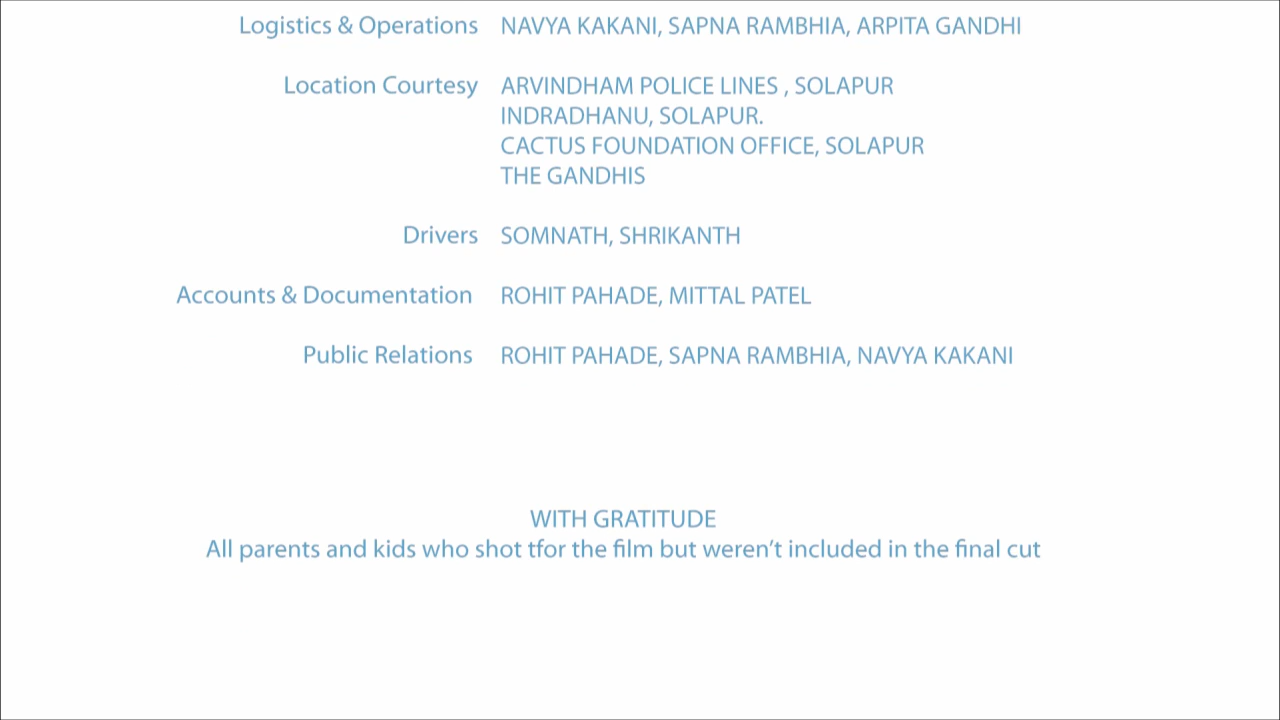 Logistics & Operations NAVYA KAKANI, SAPNA RAMBHIA, ARPITA GANDHI
Location Courtesy ARVINDHAM POLICE LINES , SOLAPUR
INDRADHANU, SOLAPUR.
CACTUS FOUNDATION OFFICE, SOLAPUR
THE GANDHIS
Drivers SOMNATH, SHRIKANTH
Accounts & Documentation ROHIT PAHADE, MITTAL PATEL
Public Relations ROHIT PAHADE, SAPNA RAMBHIA, NAVYA KAKANI
WITH GRATITUDE
All parents and kids who shot tfor the film but weren’t included in the final cut